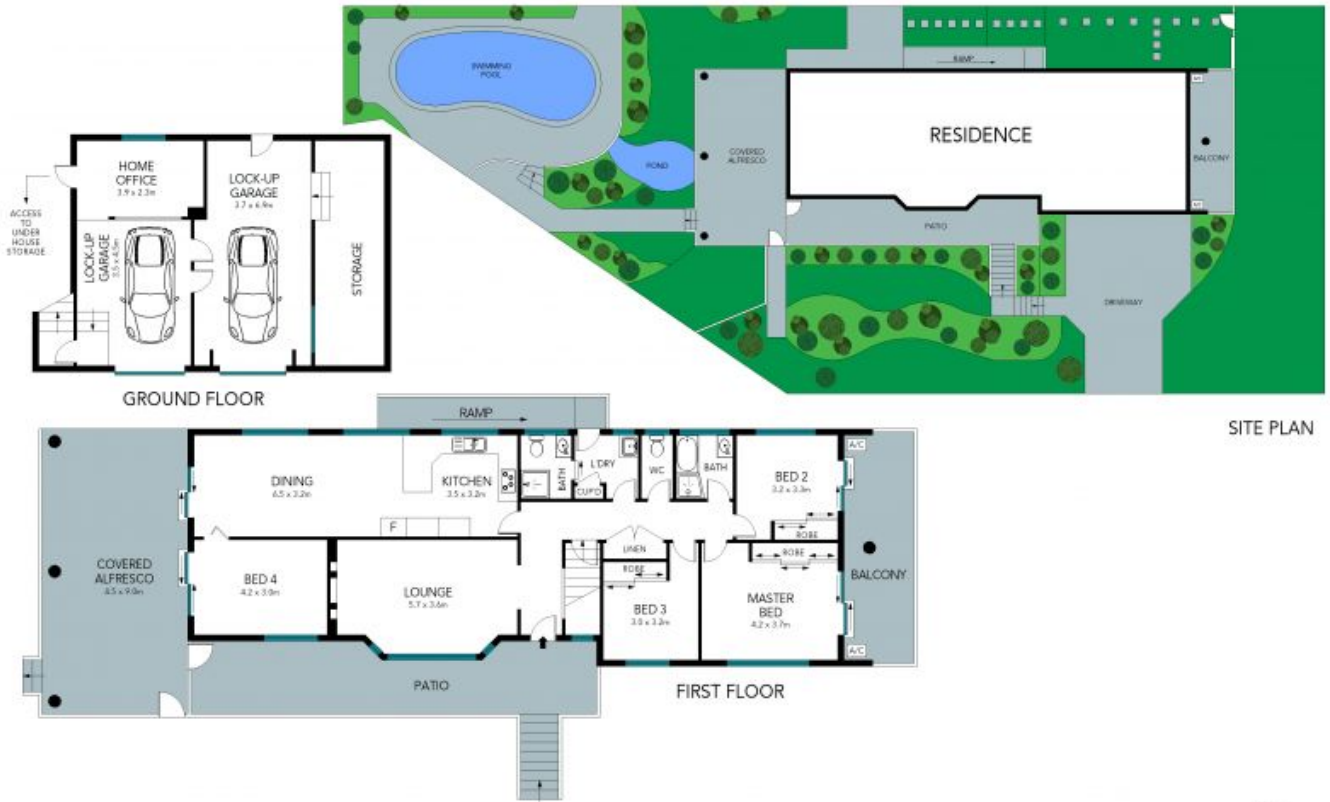 SWIMMING
POOL
RAMP
RESIDENCE
COVERED
ALFRESCO
POND
BALCONY
PATIO
DRIVEWAY
SITE PLAN
HOME
OFFICE
3.9 x 2.3m
LOCK-UP
GARAGE
3.7 x 6.9m
ACCESS
TO
UNDER
HOUSE
STORAGE
LOCK-UP
GARAGE
3.5 x 4.5m
STORAGE
GROUND FLOOR
RAMP
A/C
DINING
6.5 x 3.2m
KITCHEN
3.5 x 3.2m
BATH
L'DRY
CUP'D
WC
BATH
BED 2
3.2 x 3.3m
ROBE
F
LINEN
ROBE
ROBE
COVERED
ALFRESCO
4.5 x 9.0m
BED 4
4.2 x 3.0m
LOUNGE
5.7 x 3.6m
BED 3
3.0 x 3.2m
MASTER
BED
4.2 x 3.7m
BALCONY
A/C
PATIO
FIRST FLOOR